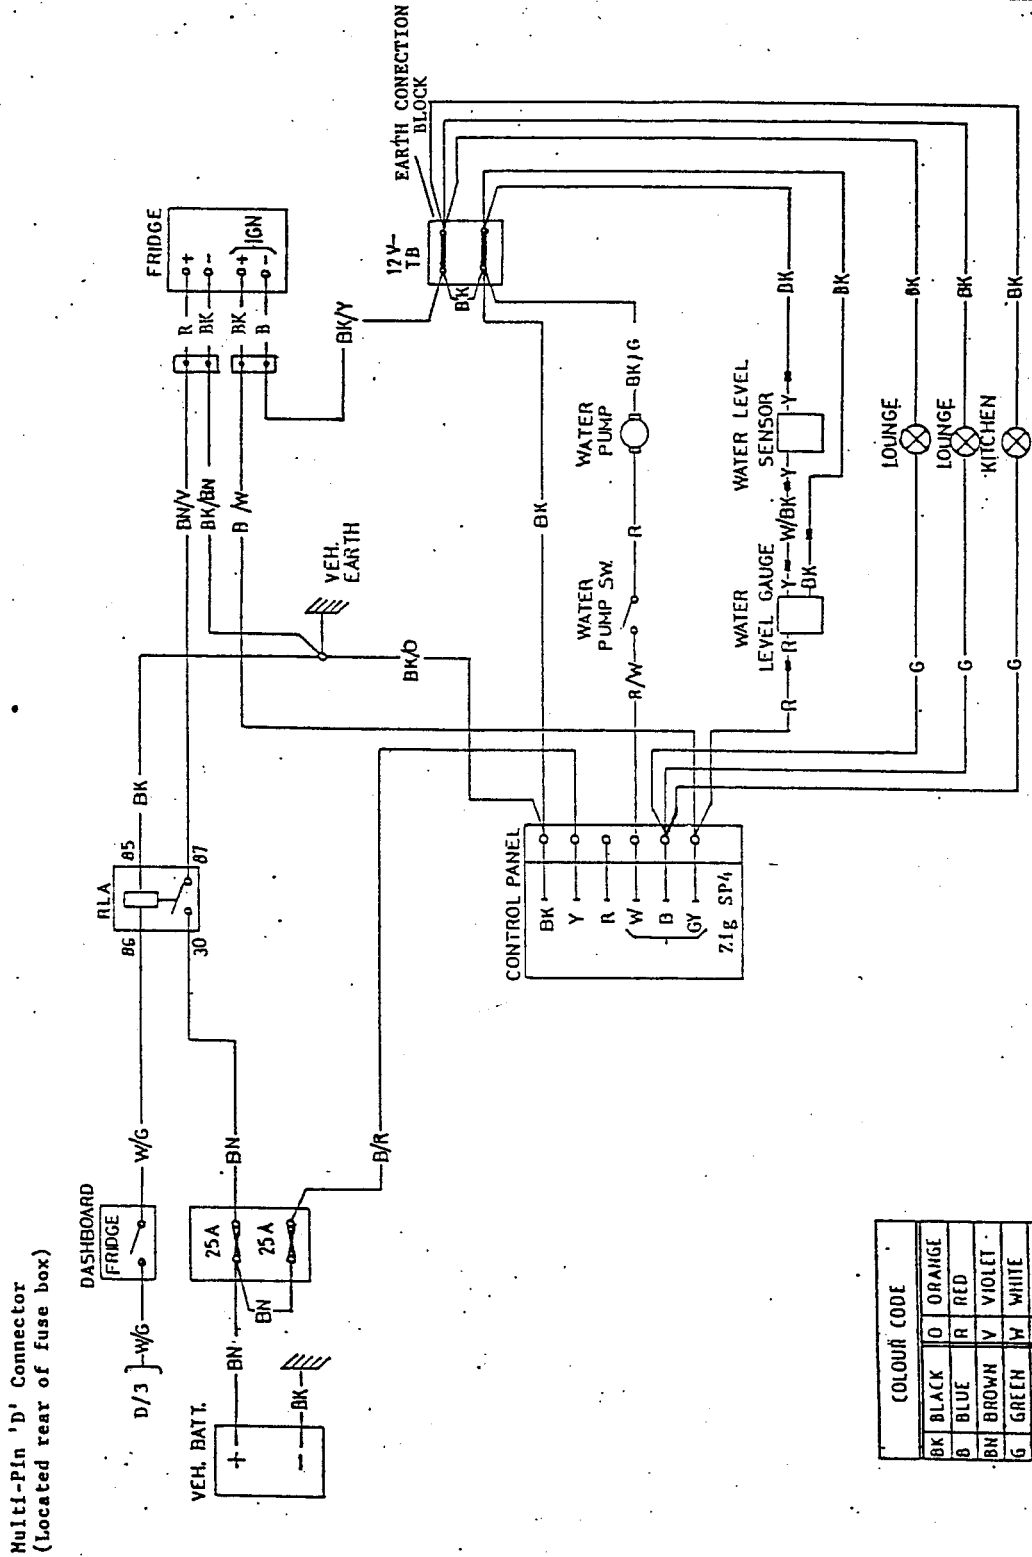 Multi-Pin 'D' Connector
(Located rear of fuse box)
DASHBOARD
FRIDGE
D/3
W/G
W/G
VEH. BATT.
+
-
BN
BK
BN
25A
25A
BN
B/R
RLA
86
85
30
87
BK
BN/V
BK/BN
B/W
VEH.
EARTH
BK/O
FRIDGE
+
-
+
-
IGN
R
BK
BK
B
BK/Y
EARTH CONECTION
BLOCK
12V-
TB
BK
BK
CONTROL PANEL
BK
Y
R
W
B
GY
Zig SP4
WATER
PUMP SW.
R/W
R
WATER
PUMP
BK/G
WATER
LEVEL GAUGE
R
R
Y
W/BK
Y
BK
WATER LEVEL
SENSOR
Y
BK
BK
LOUNGE
G
BK
LOUNGE
G
BK
KITCHEN
G
BK
COLOUR CODE
BK BLACK O ORANGE
B BLUE R RED
BN BROWN V VIOLET
G GREEN W WHITE